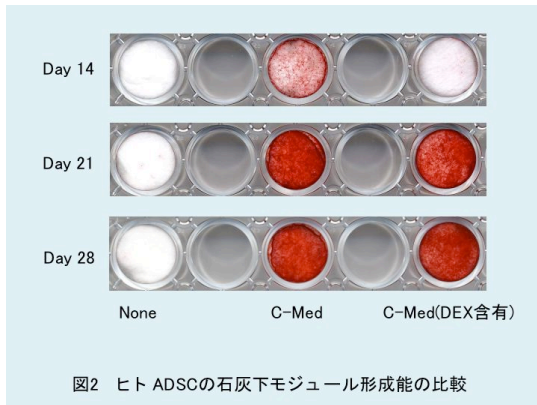 Day 14
Day 21
Day 28
None C-Med C-Med(DEX含有)
図2 ヒト ADSCの石灰下モジュール形成能の比較